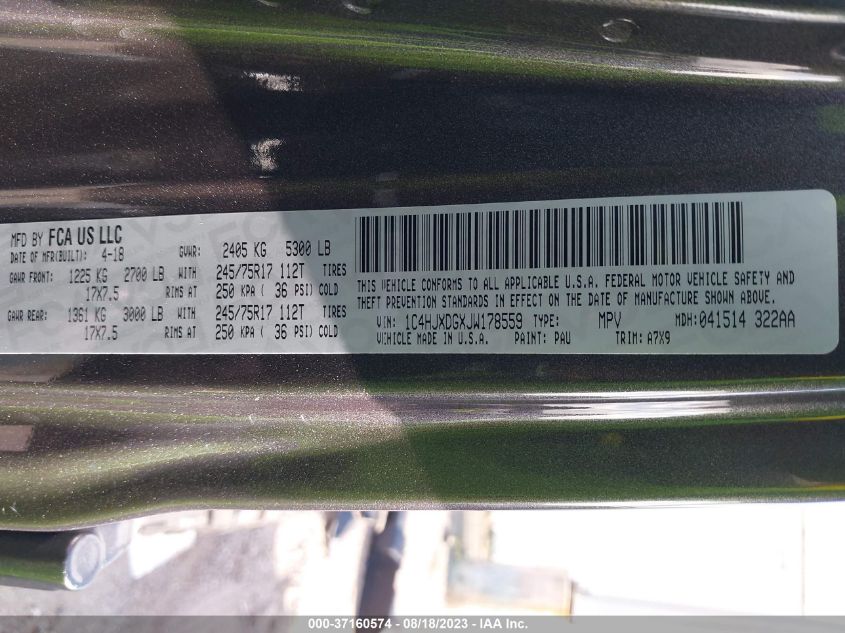 MFD BY FCA US LLC
DATE OF MFR(BUILT): 4-18 GVWR: 2405 KG 5300 LB
GAWR FRONT: 1225 KG 2700 LB WITH 245/75R17 112T TIRES
17X7.5 RIMS AT 250 KPA ( 36 PSI) COLD
GAWR REAR: 1361 KG 3000 LB WITH 245/75R17 112T TIRES
17X7.5 RIMS AT 250 KPA ( 36 PSI) COLD
THIS VEHICLE CONFORMS TO ALL APPLICABLE U.S.A. FEDERAL MOTOR VEHICLE SAFETY AND
THEFT PREVENTION STANDARDS IN EFFECT ON THE DATE OF MANUFACTURE SHOWN ABOVE.
VIN: 1C4HJXDGXJW178559 TYPE: MPV MDH: 041514 322AA
VEHICLE MADE IN U.S.A. PAINT: PAU TRIM: A7X9
000-37160574 - 08/18/2023 - IAA Inc.